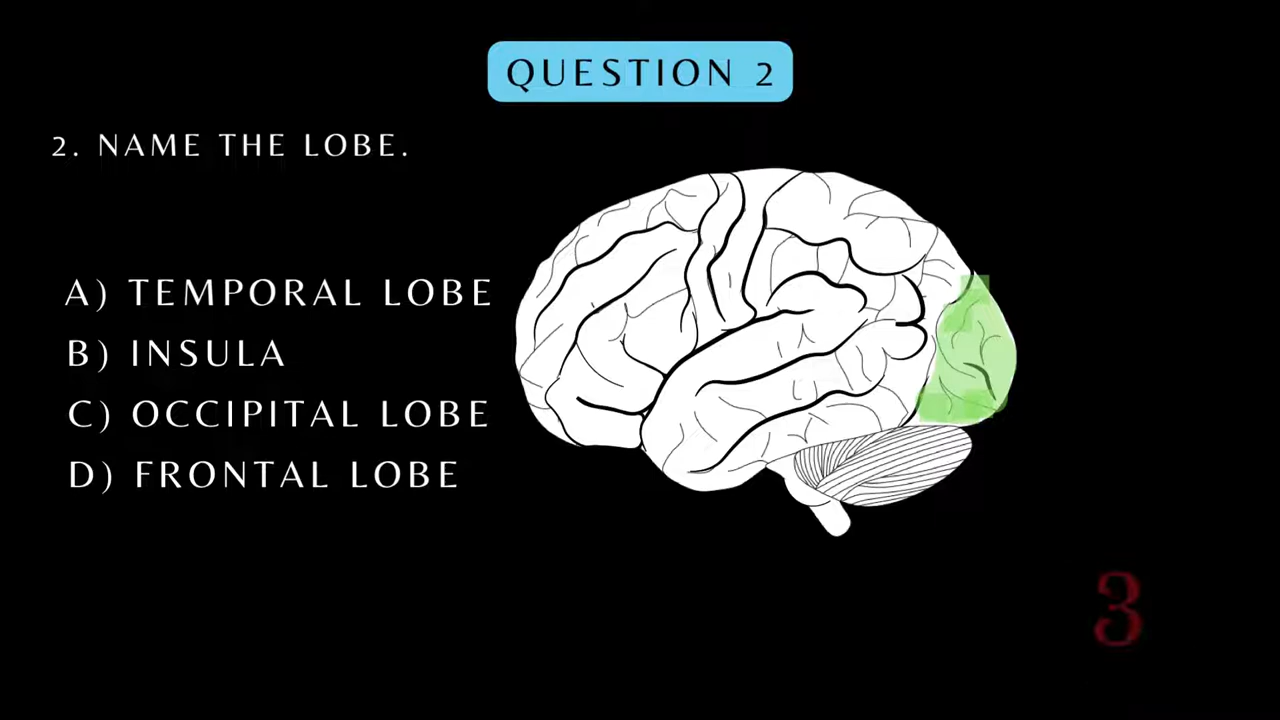 QUESTION 2
2. NAME THE LOBE.
A) TEMPORAL LOBE
B) INSULA
C) OCCIPITAL LOBE
D) FRONTAL LOBE
3